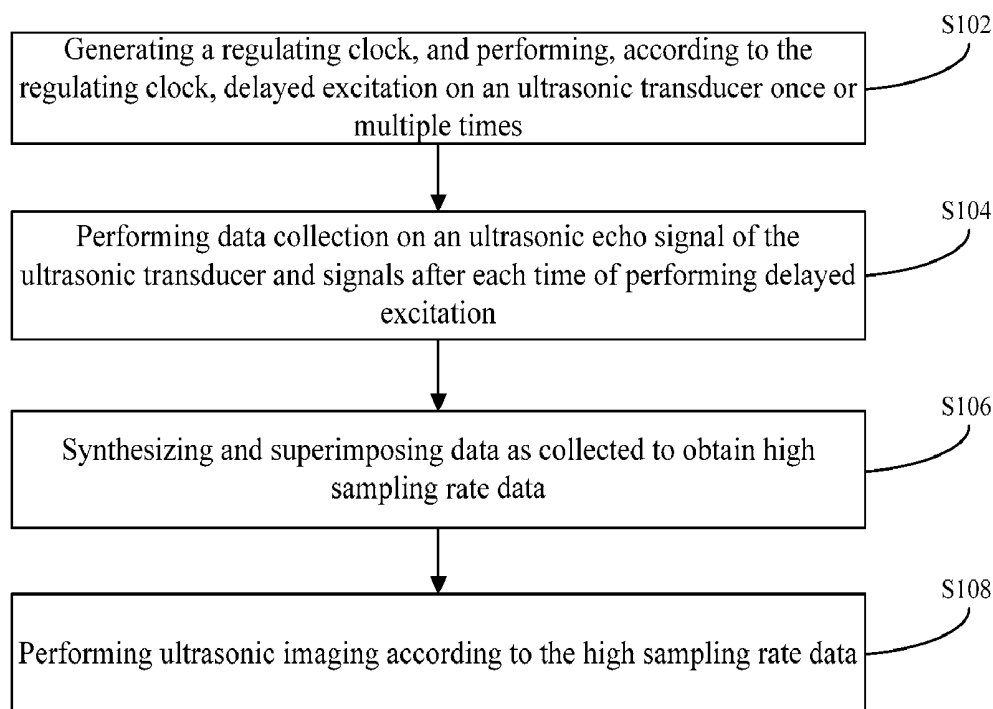 S102
Generating a regulating clock, and performing, according to the
regulating clock, delayed excitation on an ultrasonic transducer once or
multiple times
S104
Performing data collection on an ultrasonic echo signal of the
ultrasonic transducer and signals after each time of performing delayed
excitation
S106
Synthesizing and superimposing data as collected to obtain high
sampling rate data
S108
Performing ultrasonic imaging according to the high sampling rate data